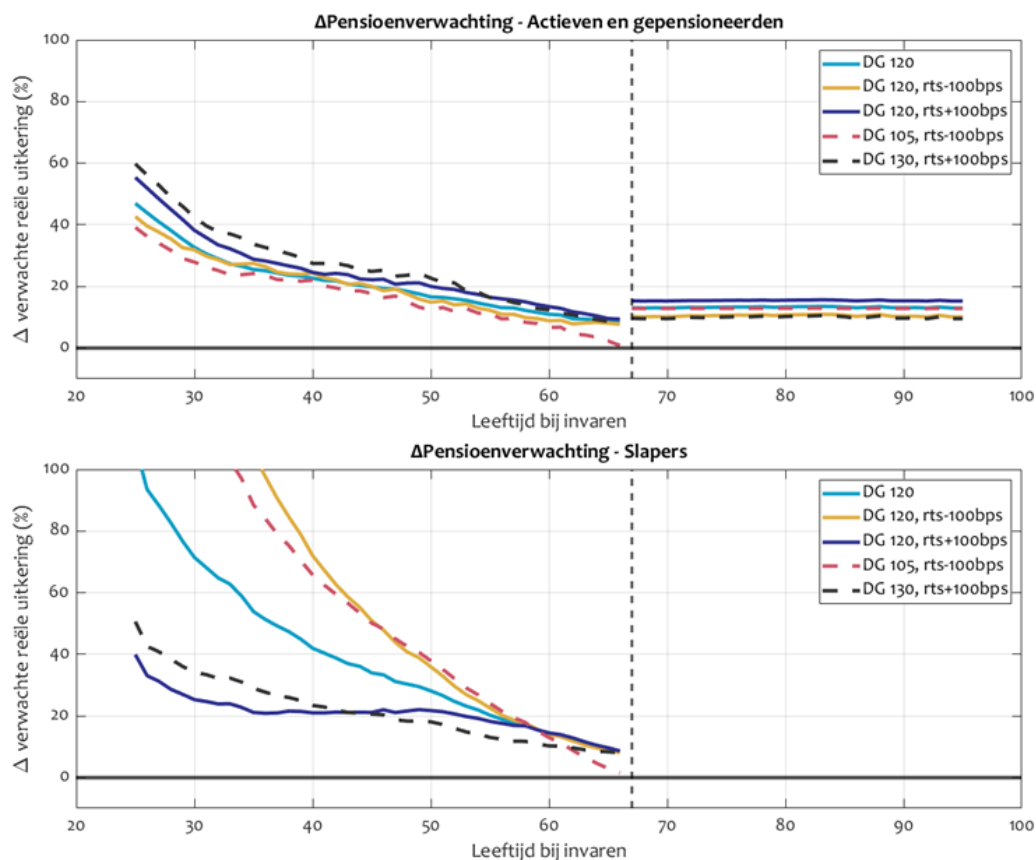 ΔPensioenverwachting - Actieven en gepensioneerden
Δ verwachte reële uitkering (%)
100
80
60
40
20
0
20 30 40 50 60 70 80 90 100
Leeftijd bij invaren
DG 120
DG 120, rts-100bps
DG 120, rts+100bps
DG 105, rts-100bps
DG 130, rts+100bps
ΔPensioenverwachting - Slapers
Δ verwachte reële uitkering (%)
100
80
60
40
20
0
20 30 40 50 60 70 80 90 100
Leeftijd bij invaren
DG 120
DG 120, rts-100bps
DG 120, rts+100bps
DG 105, rts-100bps
DG 130, rts+100bps